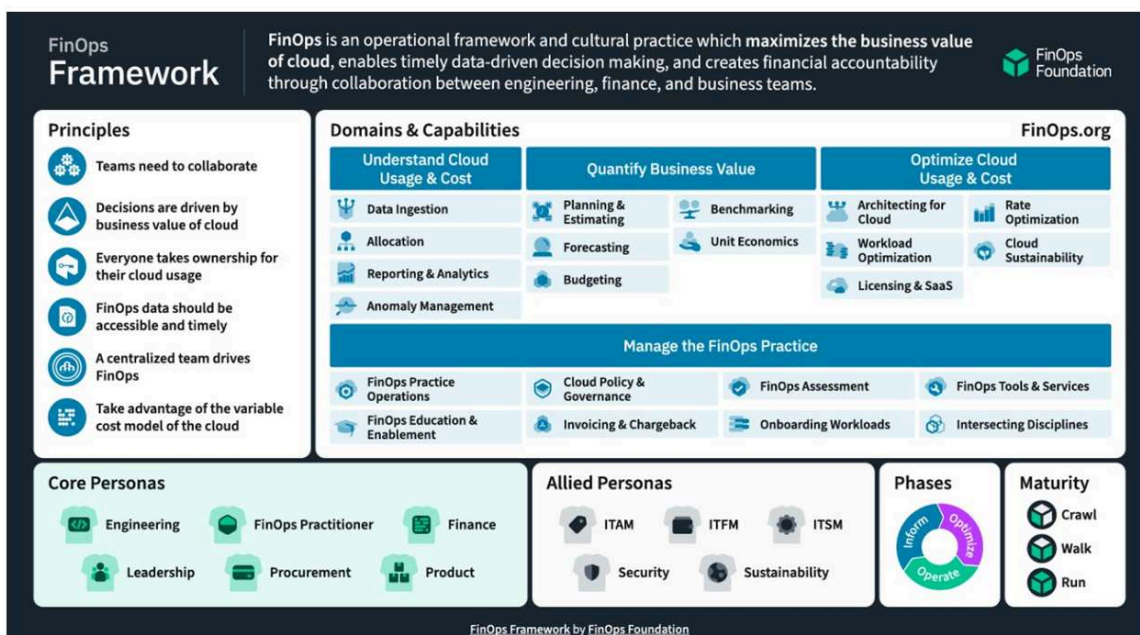 FinOps
Framework
FinOps is an operational framework and cultural practice which maximizes the business value
of cloud, enables timely data-driven decision making, and creates financial accountability
through collaboration between engineering, finance, and business teams.
FinOps
Foundation
Principles
Teams need to collaborate
Decisions are driven by
business value of cloud
Everyone takes ownership for
their cloud usage
FinOps data should be
accessible and timely
A centralized team drives
FinOps
Take advantage of the variable
cost model of the cloud
Domains & Capabilities
FinOps.org
Understand Cloud
Usage & Cost
Data Ingestion
Allocation
Reporting & Analytics
Anomaly Management
Quantify Business Value
Planning &
Estimating
Forecasting
Budgeting
Benchmarking
Unit Economics
Optimize Cloud
Usage & Cost
Architecting for
Cloud
Workload
Optimization
Licensing & SaaS
Rate
Optimization
Cloud
Sustainability
Manage the FinOps Practice
FinOps Practice
Operations
Cloud Policy &
Governance
FinOps Assessment
FinOps Tools & Services
FinOps Education &
Enablement
Invoicing & Chargeback
Onboarding Workloads
Intersecting Disciplines
Core Personas
Engineering
FinOps Practitioner
Finance
Leadership
Procurement
Product
Allied Personas
ITAM
ITFM
ITSM
Security
Sustainability
Phases
Inform
Optimize
Operate
Maturity
Crawl
Walk
Run
FinOps Framework by FinOps Foundation